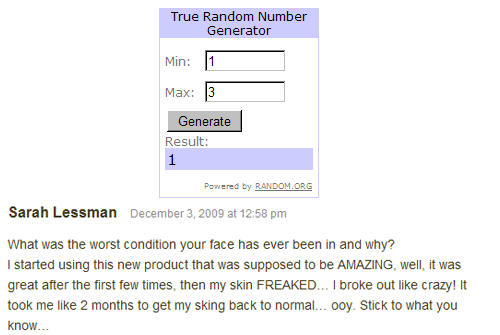 True Random Number
Generator
Min: 1
Max: 3
Generate
Result:
1
Powered by RANDOM.ORG
Sarah Lessman December 3, 2009 at 12:58 pm
What was the worst condition your face has ever been in and why?
I started using this new product that was supposed to be AMAZING, well, it was
great after the first few times, then my skin FREAKED... I broke out like crazy! It
took me like 2 months to get my sking back to normal... ooy. Stick to what you
know...